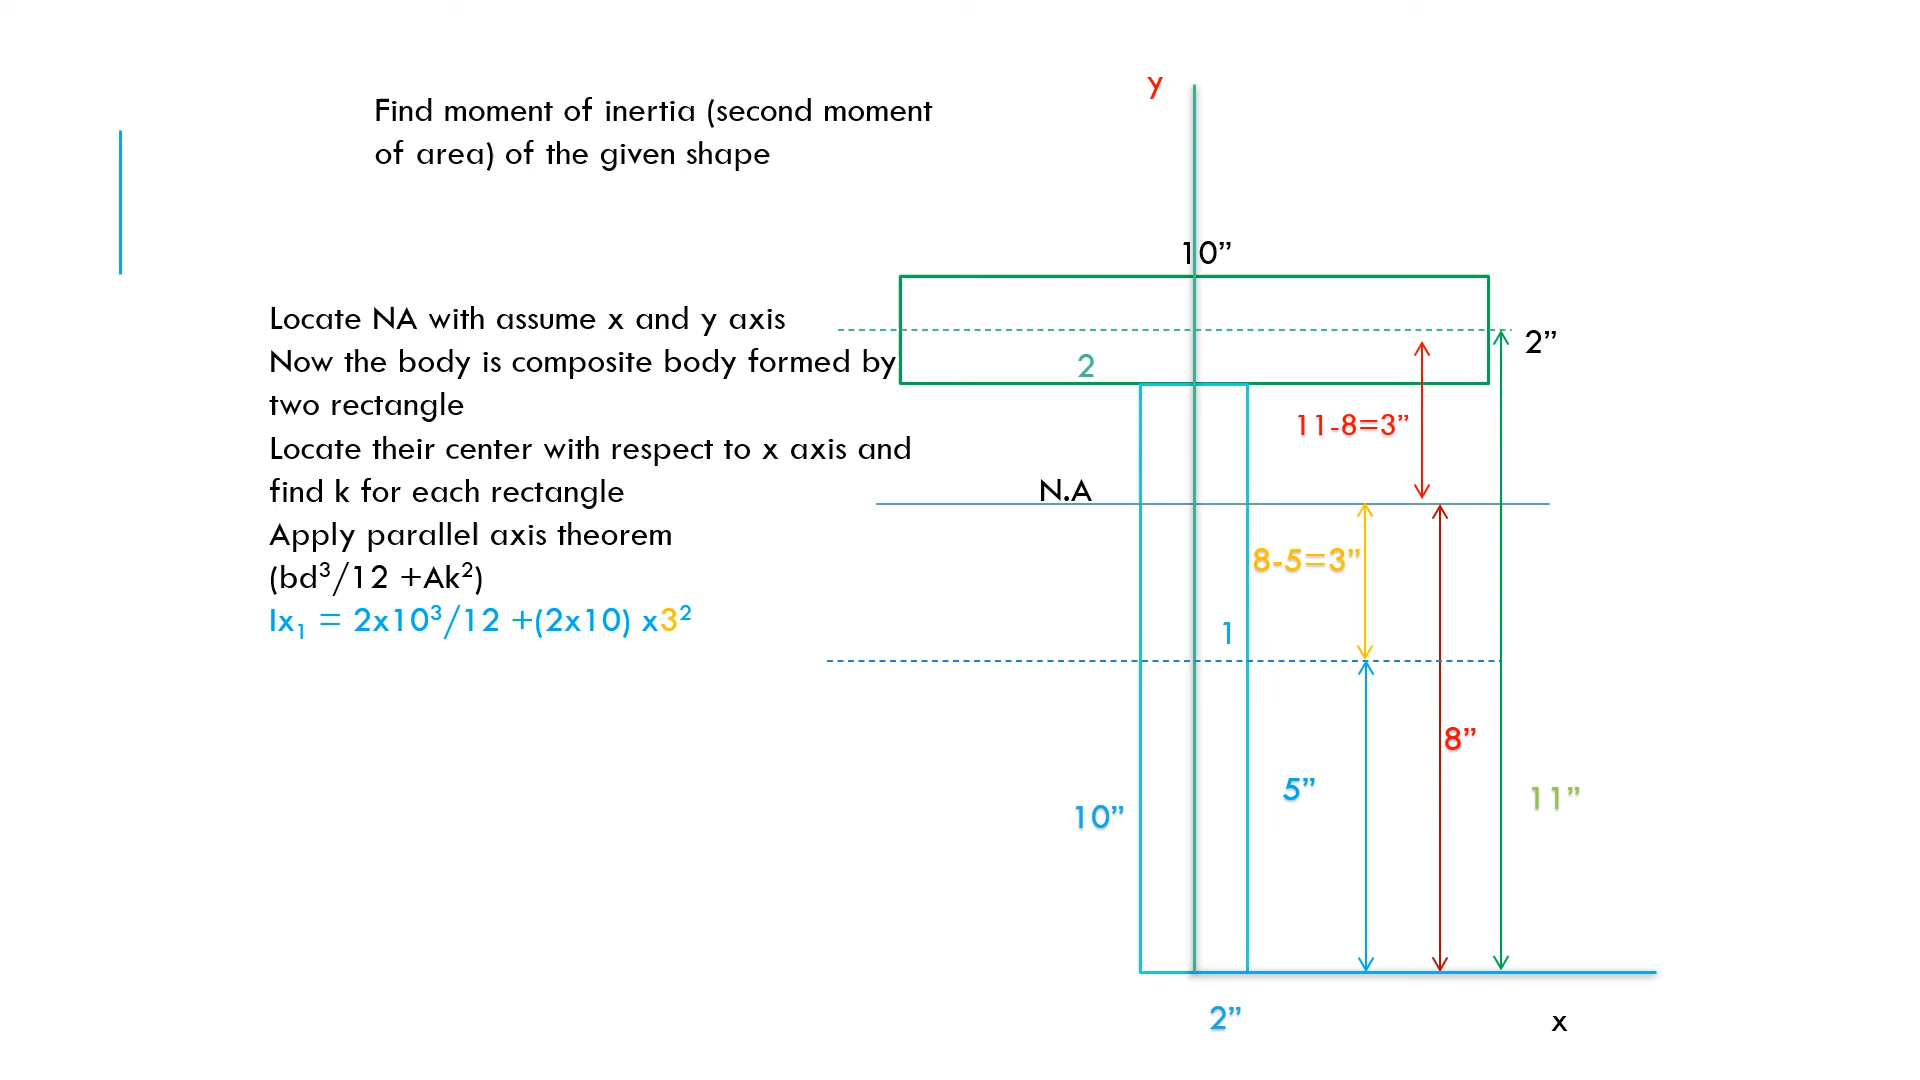 Find moment of inertia (second moment
of area) of the given shape
Locate NA with assume x and y axis
Now the body is composite body formed by
two rectangle
Locate their center with respect to x axis and
find k for each rectangle
Apply parallel axis theorem
(bd³/12 +Ak²)
Ix₁ = 2x10³/12 +(2x10) x3²
y
10”
2”
2
11-8=3”
N.A
8-5=3”
1
8”
5”
11”
10”
2”
x